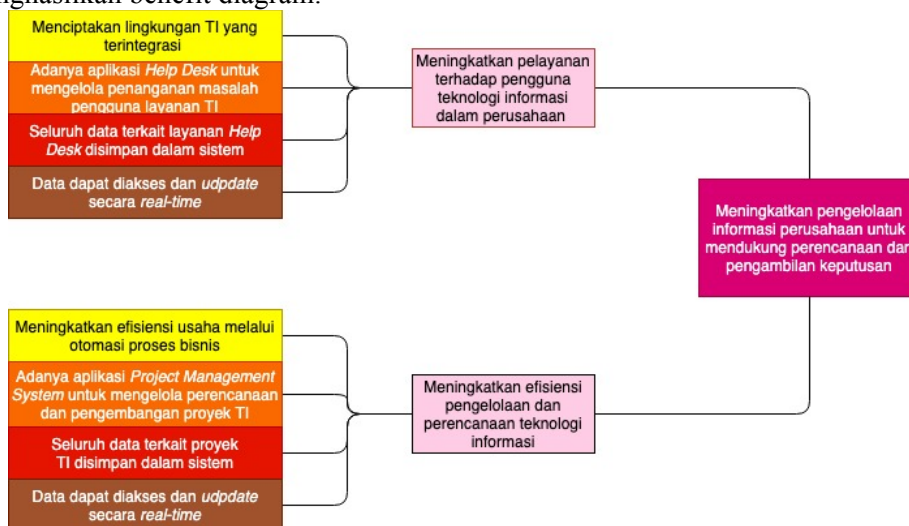 menghasilkan benefit diagram:
Menciptakan lingkungan TI yang
terintegrasi
Adanya aplikasi Help Desk untuk
mengelola penanganan masalah
pengguna layanan TI
Seluruh data terkait layanan Help
Desk disimpan dalam sistem
Data dapat diakses dan udpdate
secara real-time
Meningkatkan pelayanan
terhadap pengguna
teknologi informasi
dalam perusahaan
Meningkatkan pengelolaan
informasi perusahaan untuk
mendukung perencanaan dan
pengambilan keputusan
Meningkatkan efisiensi usaha melalui
otomasi proses bisnis
Adanya aplikasi Project Management
System untuk mengelola perencanaan
dan pengembangan proyek TI
Seluruh data terkait proyek
TI disimpan dalam sistem
Data dapat diakses dan udpdate
secara real-time
Meningkatkan efisiensi
pengelolaan dan
perencanaan teknologi
informasi